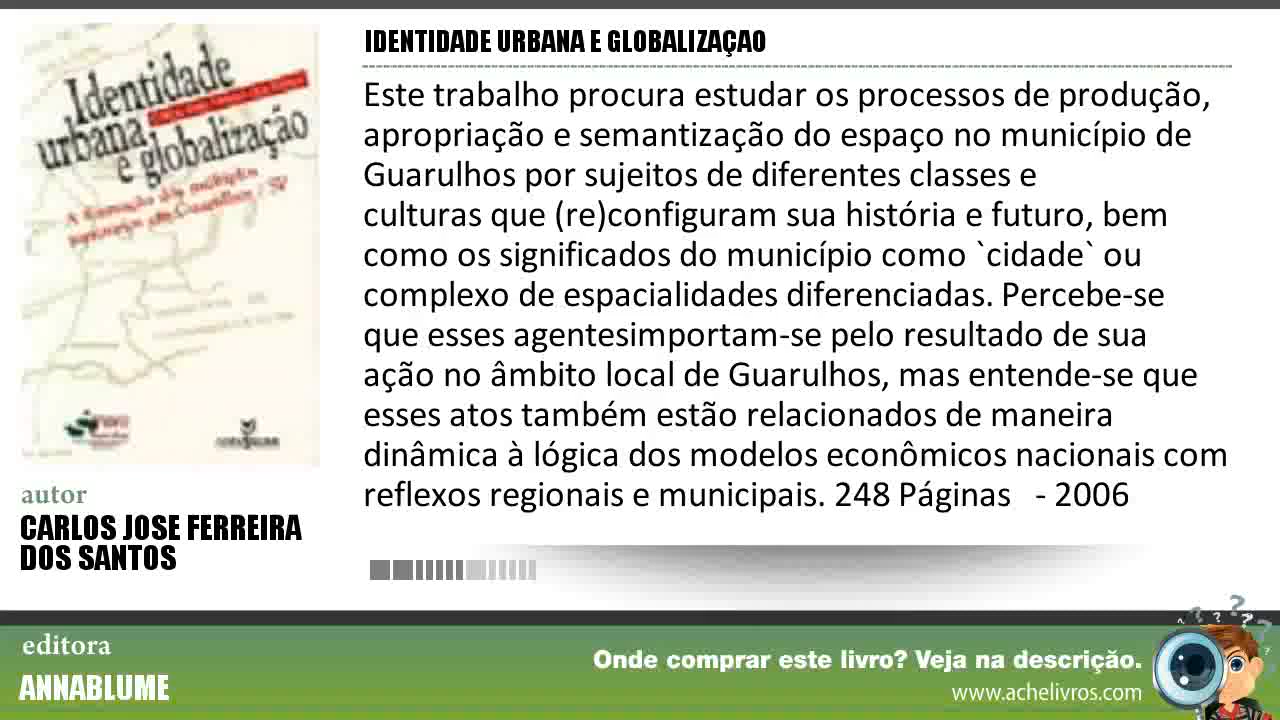 Identidade
urbana
e globalização
autor
CARLOS JOSE FERREIRA
DOS SANTOS
IDENTIDADE URBANA E GLOBALIZAÇAO
Este trabalho procura estudar os processos de produção,
apropriação e semantização do espaço no município de
Guarulhos por sujeitos de diferentes classes e
culturas que (re)configuram sua história e futuro, bem
como os significados do município como `cidade` ou
complexo de espacialidades diferenciadas. Percebe-se
que esses agentesimportam-se pelo resultado de sua
ação no âmbito local de Guarulhos, mas entende-se que
esses atos também estão relacionados de maneira
dinâmica à lógica dos modelos econômicos nacionais com
reflexos regionais e municipais. 248 Páginas - 2006
editora
ANNABLUME
Onde comprar este livro? Veja na descrição.
www.achelivros.com